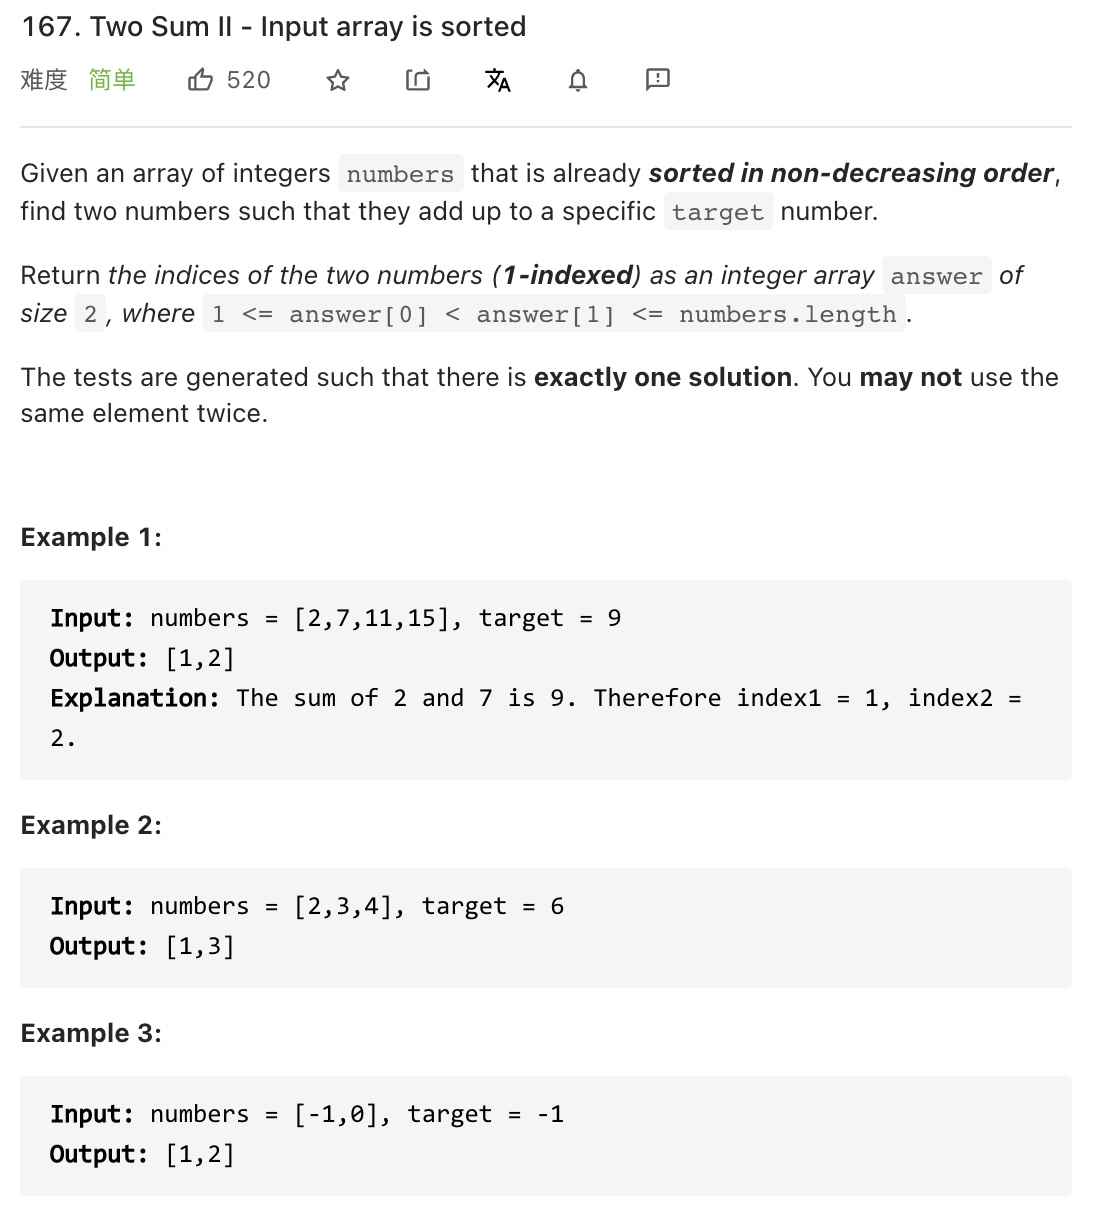 167. Two Sum II - Input array is sorted
难度 简单 520
Given an array of integers numbers that is already sorted in non-decreasing order,
find two numbers such that they add up to a specific target number.
Return the indices of the two numbers (1-indexed) as an integer array answer of
size 2, where 1 <= answer[0] < answer[1] <= numbers.length.
The tests are generated such that there is exactly one solution. You may not use the
same element twice.
Example 1:
Input: numbers = [2,7,11,15], target = 9
Output: [1,2]
Explanation: The sum of 2 and 7 is 9. Therefore index1 = 1, index2 =
2.
Example 2:
Input: numbers = [2,3,4], target = 6
Output: [1,3]
Example 3:
Input: numbers = [-1,0], target = -1
Output: [1,2]